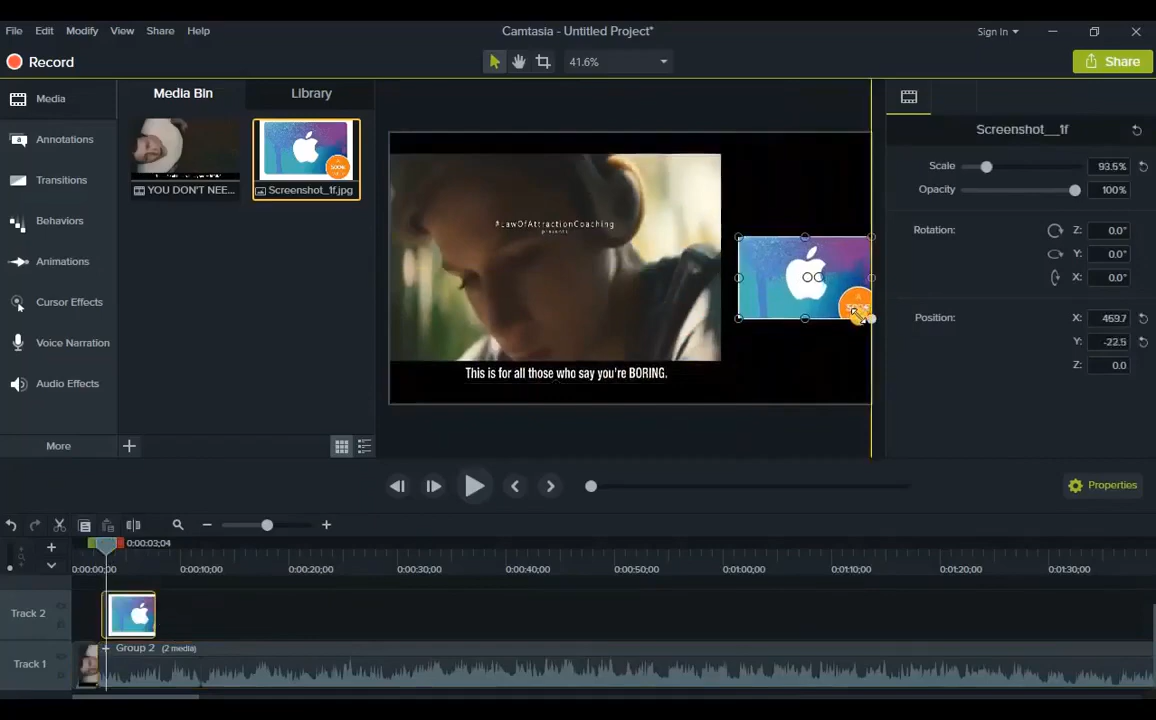 File Edit Modify View Share Help
Camtasia - Untitled Project*
Sign In
Record
41.6%
Share
Media
Annotations
Transitions
Behaviors
Animations
Cursor Effects
Voice Narration
Audio Effects
More
Media Bin Library
YOU DON'T NEE...
Screenshot_1f.jpg
#LawOfAttractionCoaching
presents
This is for all those who say you're BORING.
Screenshot__1f
Scale 93.5%
Opacity 100%
Rotation: Z: 0.0°
Y: 0.0°
X: 0.0°
Position: X: 459.7
Y: -22.5
Z: 0.0
Properties
0:00:03;04
0:00:00;00 0:00:10;00 0:00:20;00 0:00:30;00 0:00:40;00 0:00:50;00 0:01:00;00 0:01:10;00 0:01:20;00 0:01:30;00
Track 2
Track 1
Group 2 (2 media)